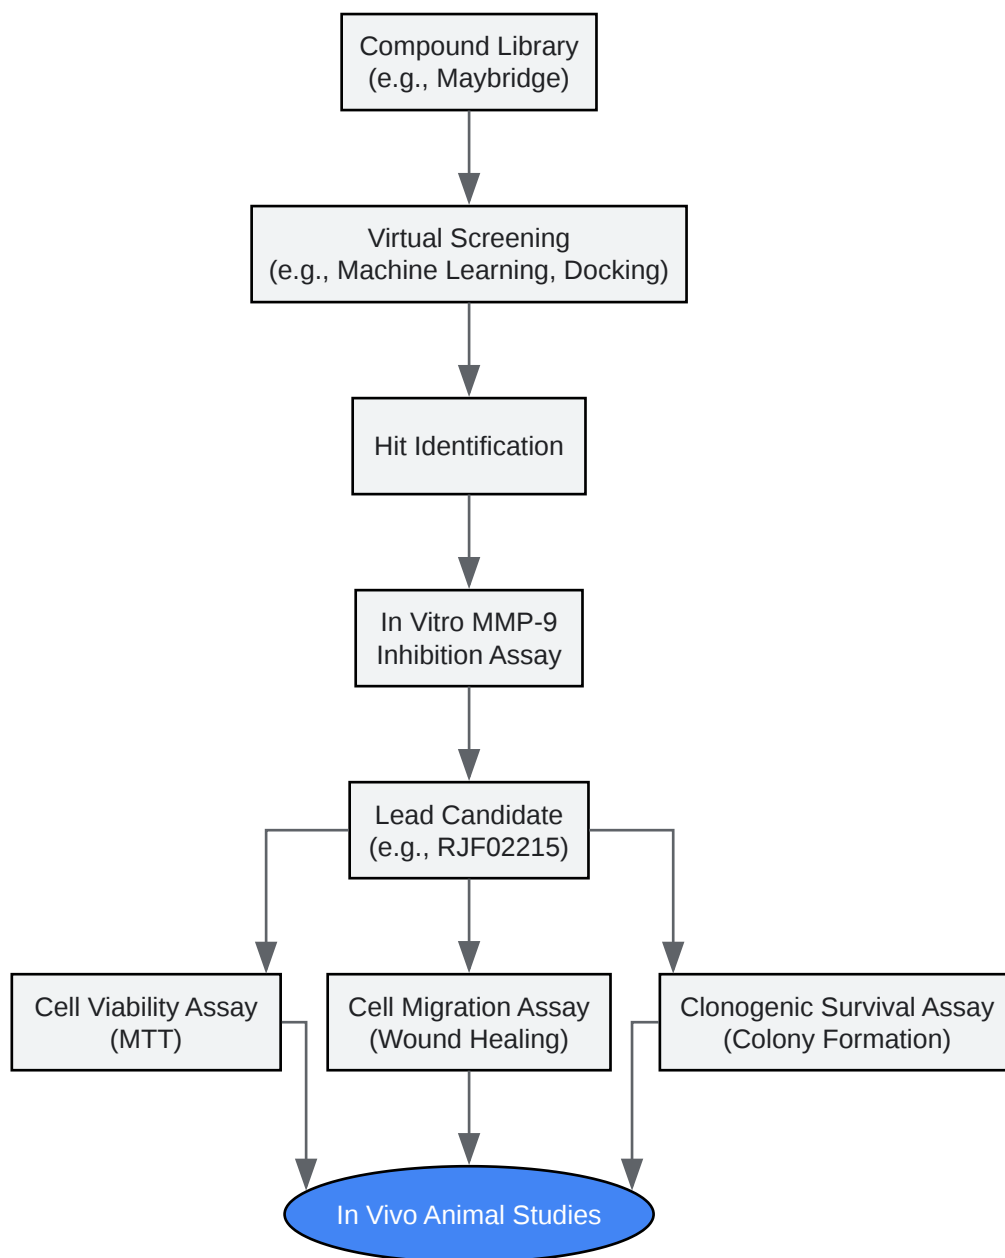 Compound Library
(e.g., Maybridge)
Virtual Screening
(e.g., Machine Learning, Docking)
Hit Identification
In Vitro MMP-9
Inhibition Assay
Lead Candidate
(e.g., RJF02215)
Cell Viability Assay
(MTT)
Cell Migration Assay
(Wound Healing)
Clonogenic Survival Assay
(Colony Formation)
In Vivo Animal Studies